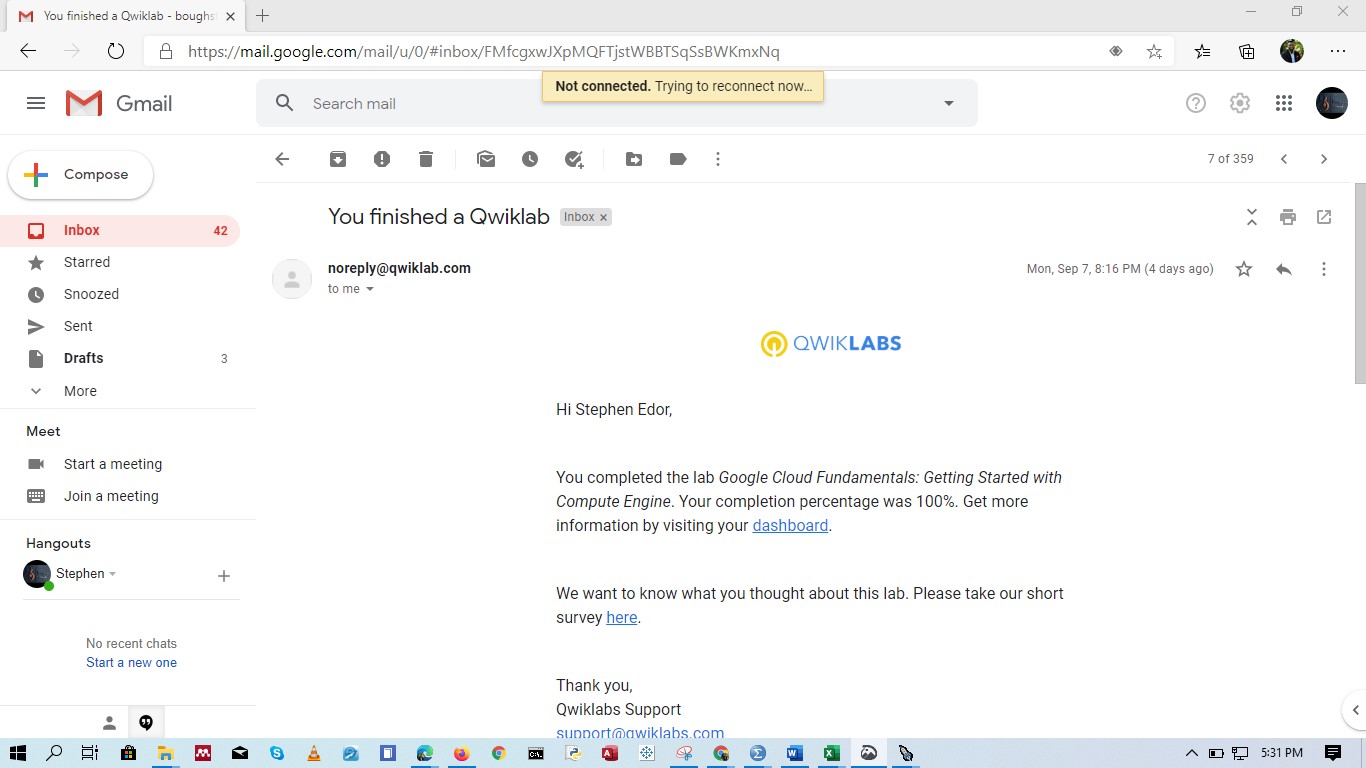 You finished a Qwiklab - boughs
https://mail.google.com/mail/u/0/#inbox/FMfcgxwJXpMQFTjstWBBTSqSsBWKmxNq
Not connected. Trying to reconnect now...
Gmail
Search mail
Compose
7 of 359
Inbox 42
Starred
Snoozed
Sent
Drafts 3
More
Meet
Start a meeting
Join a meeting
Hangouts
Stephen
No recent chats
Start a new one
You finished a Qwiklab Inbox x
noreply@qwiklab.com
Mon, Sep 7, 8:16 PM (4 days ago)
to me
QWIKLABS
Hi Stephen Edor,
You completed the lab Google Cloud Fundamentals: Getting Started with
Compute Engine. Your completion percentage was 100%. Get more
information by visiting your dashboard.
We want to know what you thought about this lab. Please take our short
survey here.
Thank you,
Qwiklabs Support
support@qwiklabs.com
5:31 PM